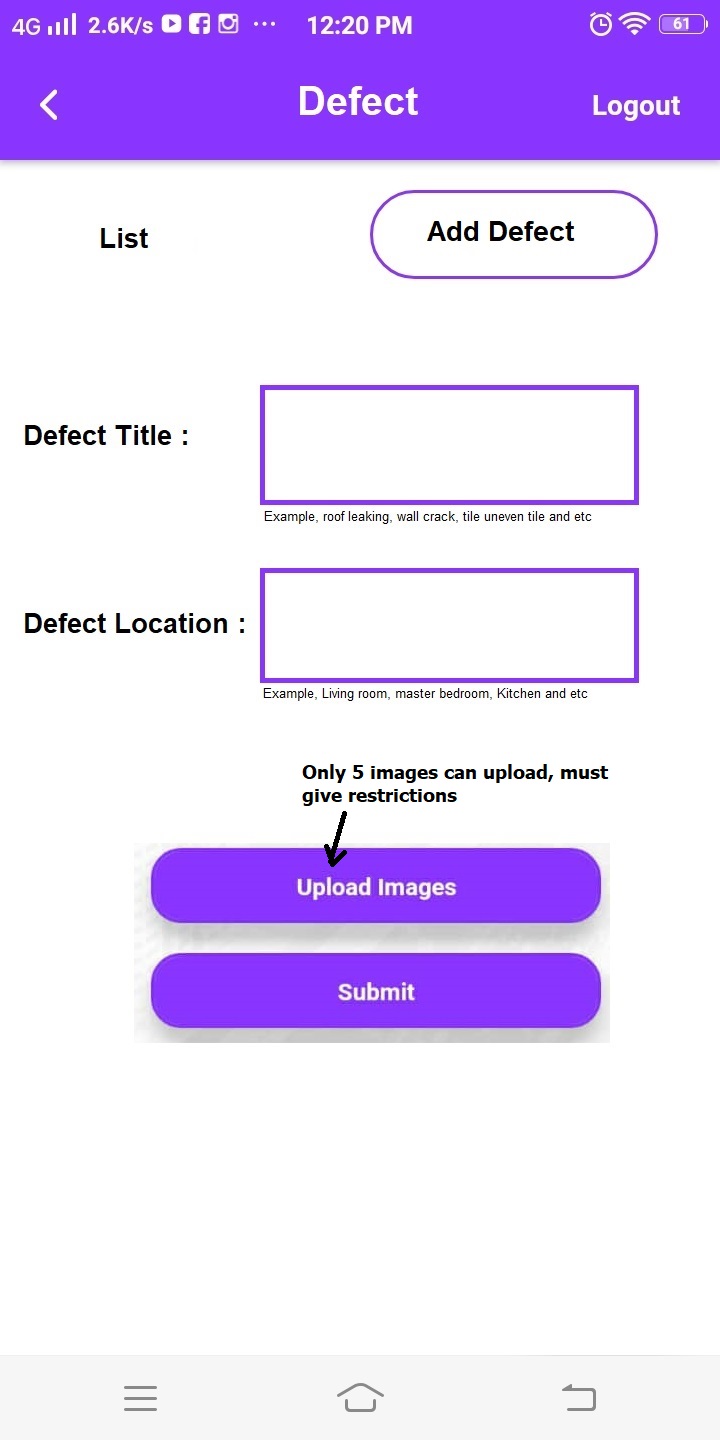 4G 2.6K/s 12:20 PM 61
Defect Logout
List Add Defect
Defect Title :
Example, roof leaking, wall crack, tile uneven tile and etc
Defect Location :
Example, Living room, master bedroom, Kitchen and etc
Only 5 images can upload, must
give restrictions
Upload Images
Submit